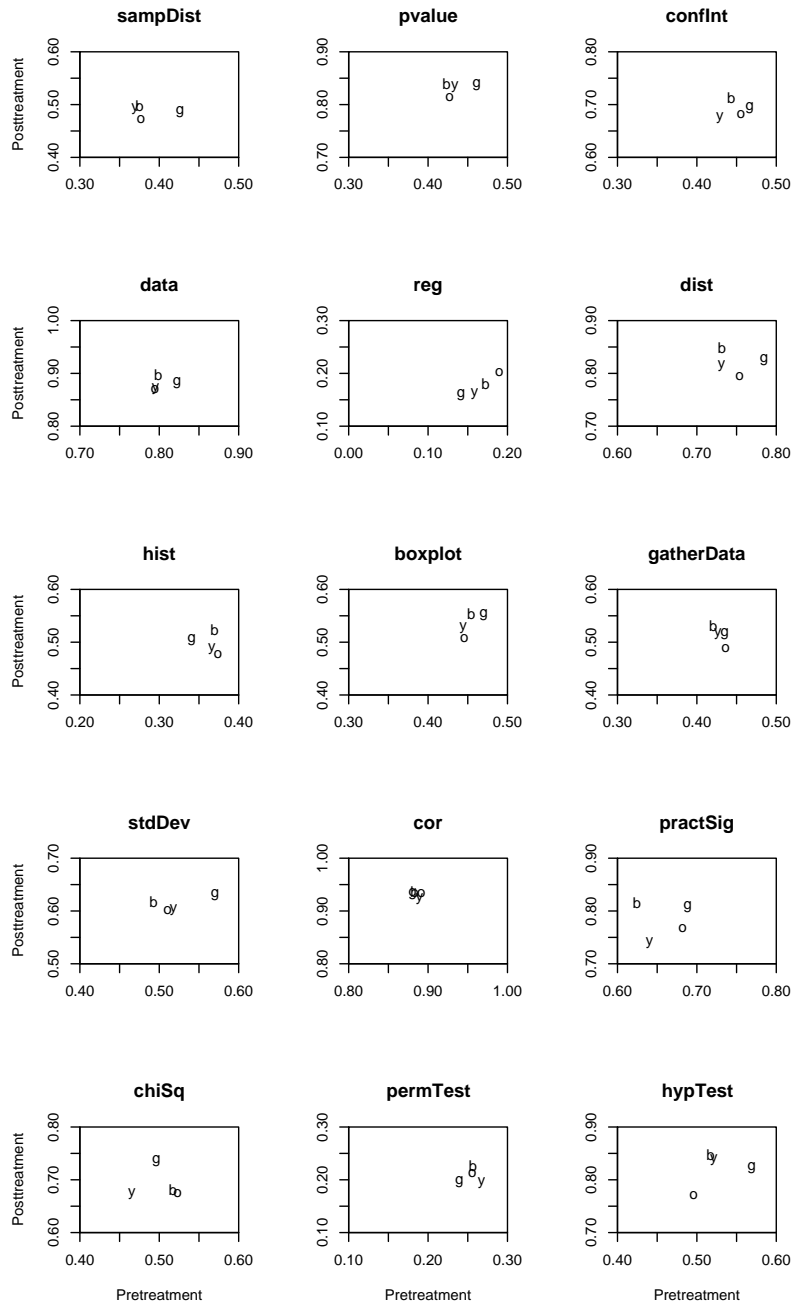 sampDist pvalue confInt
Posttreatment
0.60 0.50 0.40
y b o g
0.30 0.40 0.50
0.90 0.80 0.70
b y o g
0.30 0.40 0.50
0.80 0.70 0.60
y b o g
0.30 0.40 0.50
data reg dist
Posttreatment
1.00 0.90 0.80
b y o g
0.70 0.80 0.90
0.30 0.20 0.10
g y b o
0.00 0.10 0.20
0.90 0.80 0.70
b y o g
0.60 0.70 0.80
hist boxplot gatherData
Posttreatment
0.60 0.50 0.40
g b y o
0.20 0.30 0.40
0.60 0.50 0.40
y o b g
0.30 0.40 0.50
0.60 0.50 0.40
b y g o
0.30 0.40 0.50
stdDev cor practSig
Posttreatment
0.70 0.60 0.50
b o y g
0.40 0.50 0.60
1.00 0.90 0.80
g b y o
0.80 0.90 1.00
0.90 0.80 0.70
b y o g
0.60 0.70 0.80
chiSq permTest hypTest
Posttreatment
0.80 0.70 0.60
y g b o
0.40 0.50 0.60
Pretreatment
0.30 0.20 0.10
g b o y
0.10 0.20 0.30
Pretreatment
0.90 0.80 0.70
o b y g
0.40 0.50 0.60
Pretreatment